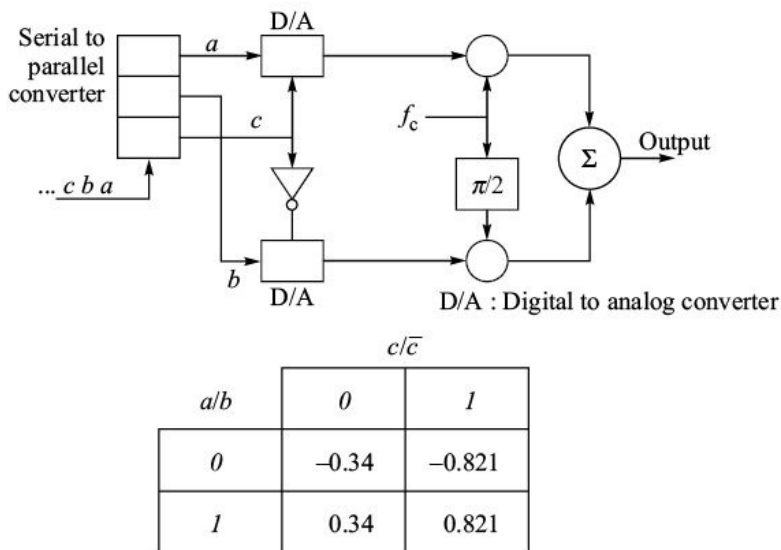 D/A
Serial to
parallel
converter
a
c
f_c
π/2
Σ
Output
... c b a
b
D/A
D/A : Digital to analog converter
c/c̅
a/b 0 1
0 –0.34 –0.821
1 0.34 0.821